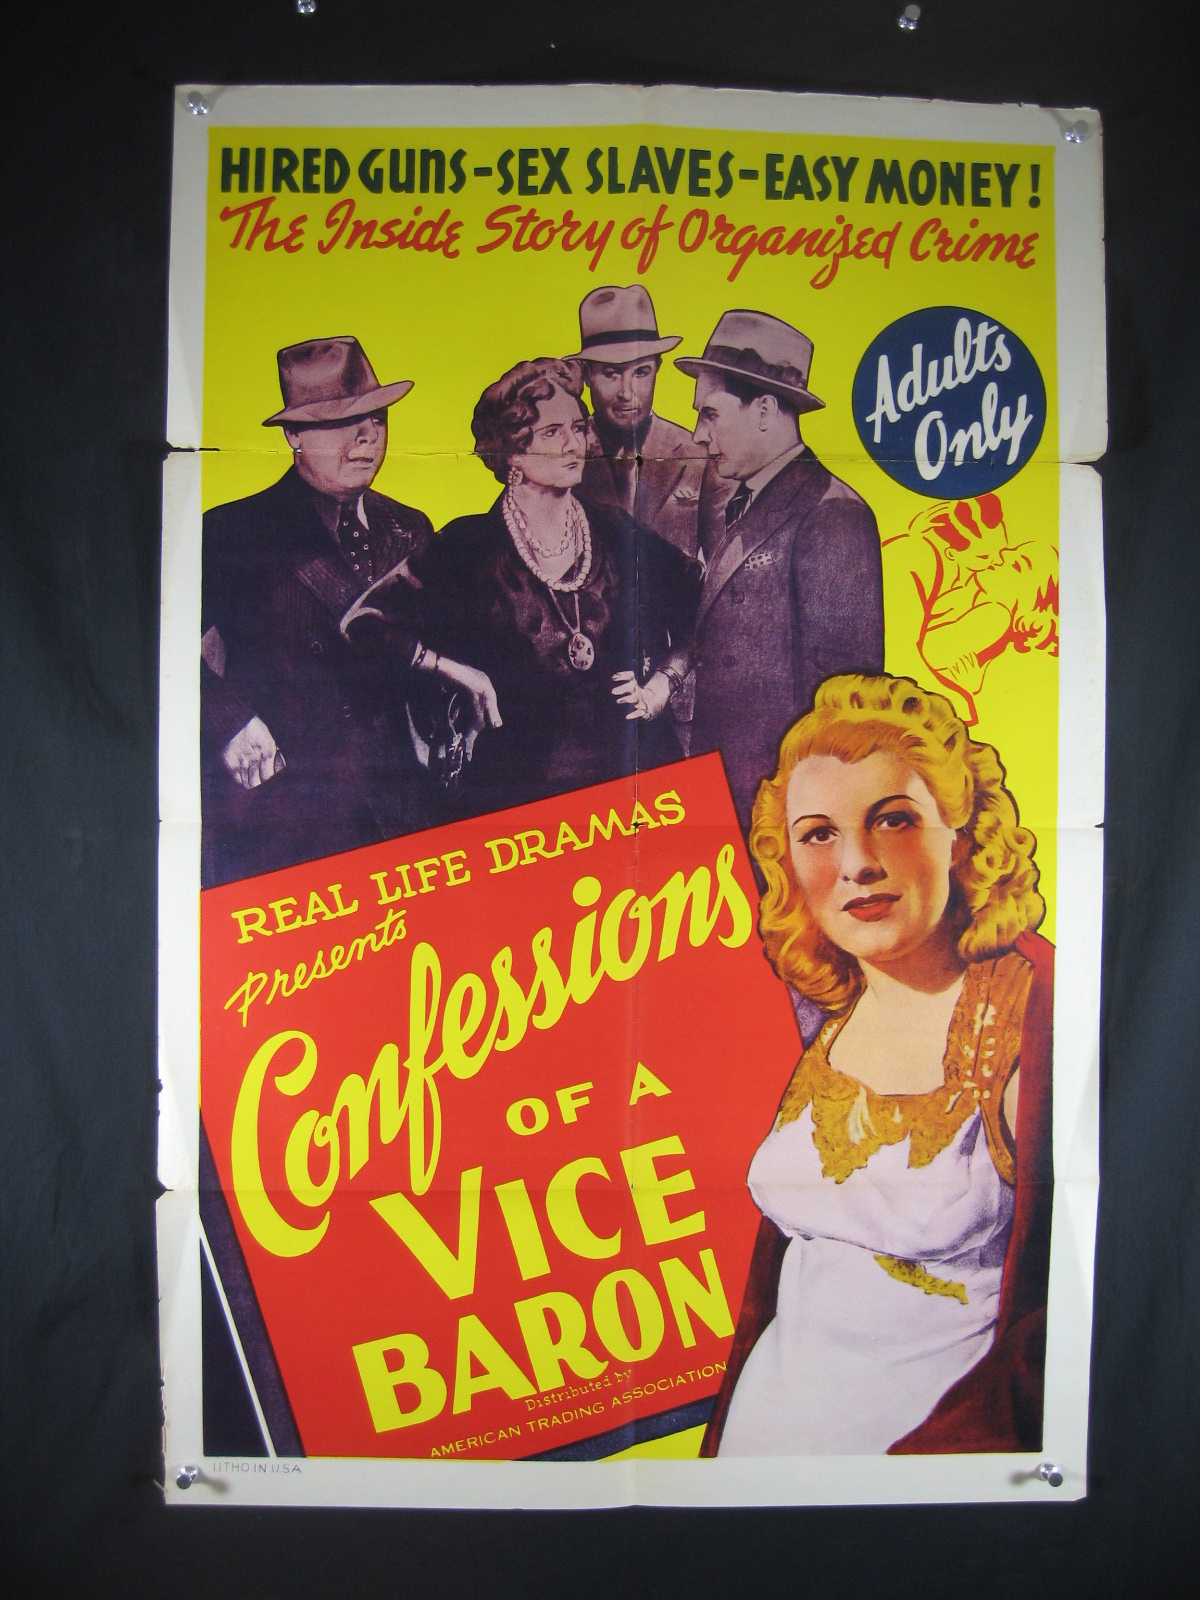 HIRED GUNS-SEX SLAVES-EASY MONEY!
The Inside Story of Organized Crime
Adults
Only
REAL LIFE DRAMAS
Presents
Confessions
OF A
VICE
BARON
Distributed by
AMERICAN TRADING ASSOCIATION
LITHO IN USA